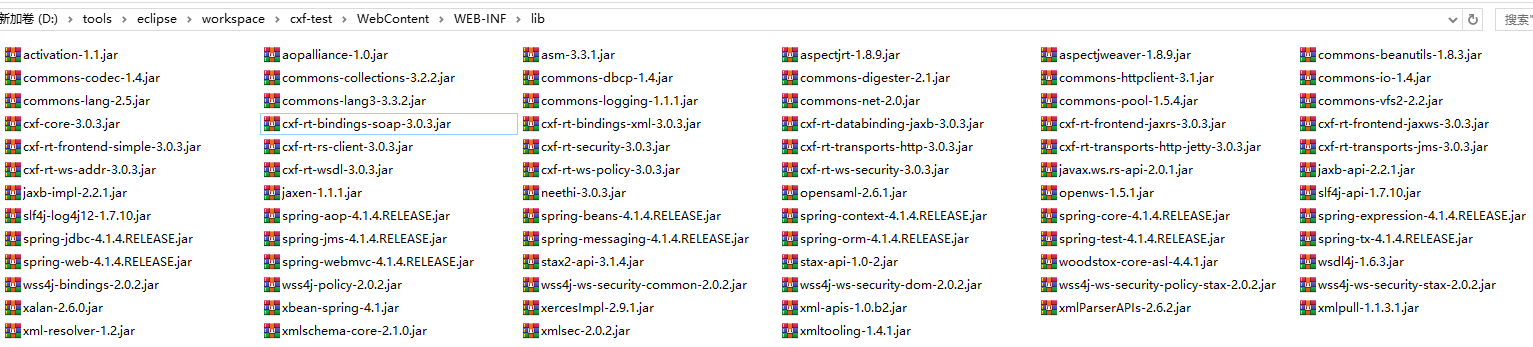 新加卷 (D:) › tools › eclipse › workspace › cxf-test › WebContent › WEB-INF › lib 搜索"
activation-1.1.jar aopalliance-1.0.jar asm-3.3.1.jar aspectjrt-1.8.9.jar aspectjweaver-1.8.9.jar commons-beanutils-1.8.3.jar
commons-codec-1.4.jar commons-collections-3.2.2.jar commons-dbcp-1.4.jar commons-digester-2.1.jar commons-httpclient-3.1.jar commons-io-1.4.jar
commons-lang-2.5.jar commons-lang3-3.3.2.jar commons-logging-1.1.1.jar commons-net-2.0.jar commons-pool-1.5.4.jar commons-vfs2-2.2.jar
cxf-core-3.0.3.jar cxf-rt-bindings-soap-3.0.3.jar cxf-rt-bindings-xml-3.0.3.jar cxf-rt-databinding-jaxb-3.0.3.jar cxf-rt-frontend-jaxrs-3.0.3.jar cxf-rt-frontend-jaxws-3.0.3.jar
cxf-rt-frontend-simple-3.0.3.jar cxf-rt-rs-client-3.0.3.jar cxf-rt-security-3.0.3.jar cxf-rt-transports-http-3.0.3.jar cxf-rt-transports-http-jetty-3.0.3.jar cxf-rt-transports-jms-3.0.3.jar
cxf-rt-ws-addr-3.0.3.jar cxf-rt-wsdl-3.0.3.jar cxf-rt-ws-policy-3.0.3.jar cxf-rt-ws-security-3.0.3.jar javax.ws.rs-api-2.0.1.jar jaxb-api-2.2.1.jar
jaxb-impl-2.2.1.jar jaxen-1.1.1.jar neethi-3.0.3.jar opensaml-2.6.1.jar openws-1.5.1.jar slf4j-api-1.7.10.jar
slf4j-log4j12-1.7.10.jar spring-aop-4.1.4.RELEASE.jar spring-beans-4.1.4.RELEASE.jar spring-context-4.1.4.RELEASE.jar spring-core-4.1.4.RELEASE.jar spring-expression-4.1.4.RELEASE.jar
spring-jdbc-4.1.4.RELEASE.jar spring-jms-4.1.4.RELEASE.jar spring-messaging-4.1.4.RELEASE.jar spring-orm-4.1.4.RELEASE.jar spring-test-4.1.4.RELEASE.jar spring-tx-4.1.4.RELEASE.jar
spring-web-4.1.4.RELEASE.jar spring-webmvc-4.1.4.RELEASE.jar stax2-api-3.1.4.jar stax-api-1.0-2.jar woodstox-core-asl-4.4.1.jar wsdl4j-1.6.3.jar
wss4j-bindings-2.0.2.jar wss4j-policy-2.0.2.jar wss4j-ws-security-common-2.0.2.jar wss4j-ws-security-dom-2.0.2.jar wss4j-ws-security-policy-stax-2.0.2.jar wss4j-ws-security-stax-2.0.2.jar
xalan-2.6.0.jar xbean-spring-4.1.jar xercesImpl-2.9.1.jar xml-apis-1.0.b2.jar xmlParserAPIs-2.6.2.jar xmlpull-1.1.3.1.jar
xml-resolver-1.2.jar xmlschema-core-2.1.0.jar xmlsec-2.0.2.jar xmltooling-1.4.1.jar